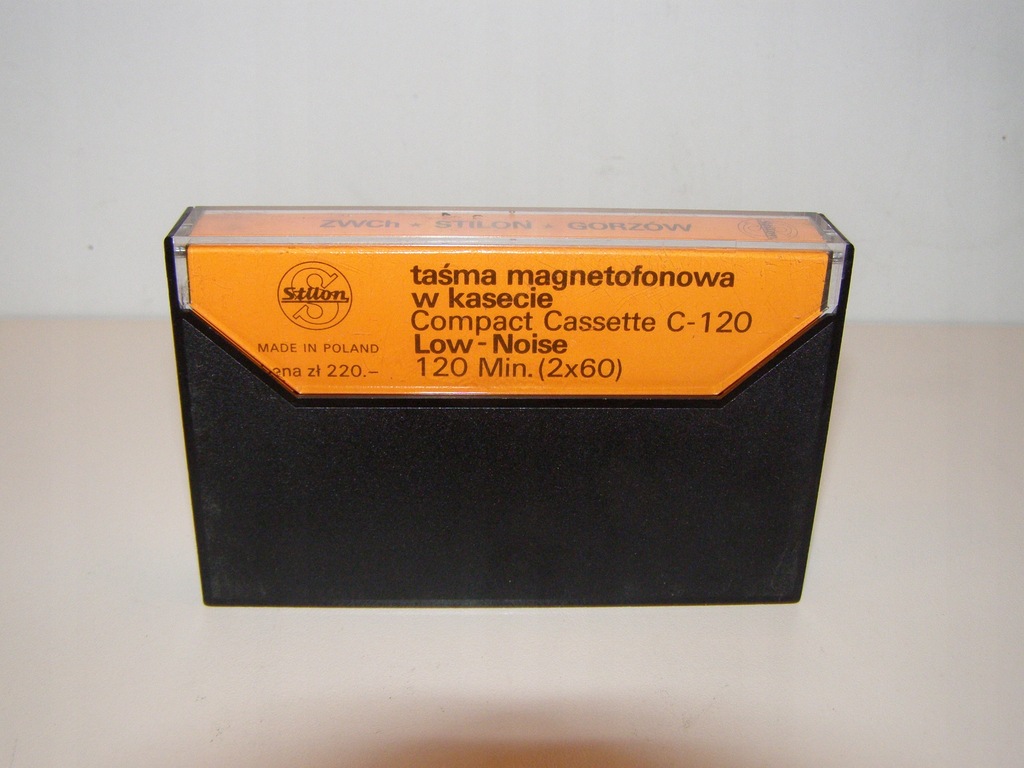 ZWCh • STILON • GORZÓW
Stilon
MADE IN POLAND
cena zł 220.–
taśma magnetofonowa
w kasecie
Compact Cassette C-120
Low-Noise
120 Min. (2x60)